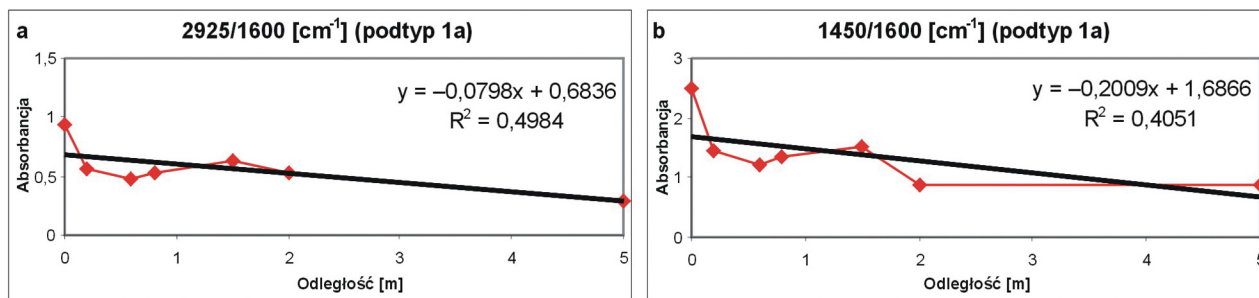 a
2925/1600 [cm⁻¹] (podtyp 1a)
1,5
1
0,5
0
Absorbancja
y = –0,0798x + 0,6836
R² = 0,4984
0 1 2 3 4 5
Odległość [m]
b
1450/1600 [cm⁻¹] (podtyp 1a)
3
2
1
0
Absorbancja
y = –0,2009x + 1,6866
R² = 0,4051
0 1 2 3 4 5
Odległość [m]